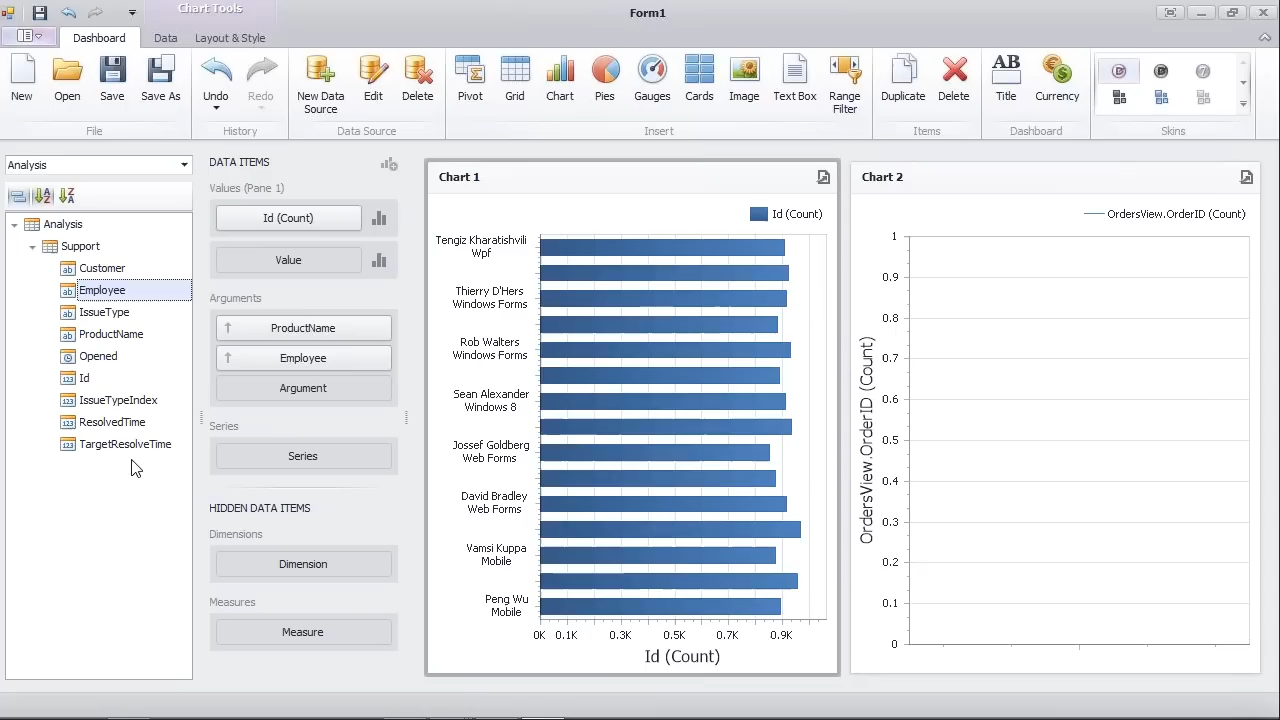 Chart Tools
Form1
Dashboard
Data
Layout & Style
New
Open
Save
Save As
Undo
Redo
New Data
Source
Edit
Delete
Pivot
Grid
Chart
Pies
Gauges
Cards
Image
Text Box
Range
Filter
Duplicate
Delete
AB
Title
Currency
File
History
Data Source
Insert
Items
Dashboard
Skins
Analysis
Analysis
Support
Customer
Employee
IssueType
ProductName
Opened
Id
IssueTypeIndex
ResolvedTime
TargetResolveTime
DATA ITEMS
Values (Pane 1)
Id (Count)
Value
Arguments
ProductName
Employee
Argument
Series
Series
HIDDEN DATA ITEMS
Dimensions
Dimension
Measures
Measure
Chart 1
Id (Count)
Tengiz Kharatishvili
Wpf
Thierry D'Hers
Windows Forms
Rob Walters
Windows Forms
Sean Alexander
Windows 8
Jossef Goldberg
Web Forms
David Bradley
Web Forms
Vamsi Kuppa
Mobile
Peng Wu
Mobile
0K 0.1K 0.3K 0.5K 0.7K 0.9K
Id (Count)
Chart 2
OrdersView.OrderID (Count)
OrdersView.OrderID (Count)
1
0.9
0.8
0.7
0.6
0.5
0.4
0.3
0.2
0.1
0